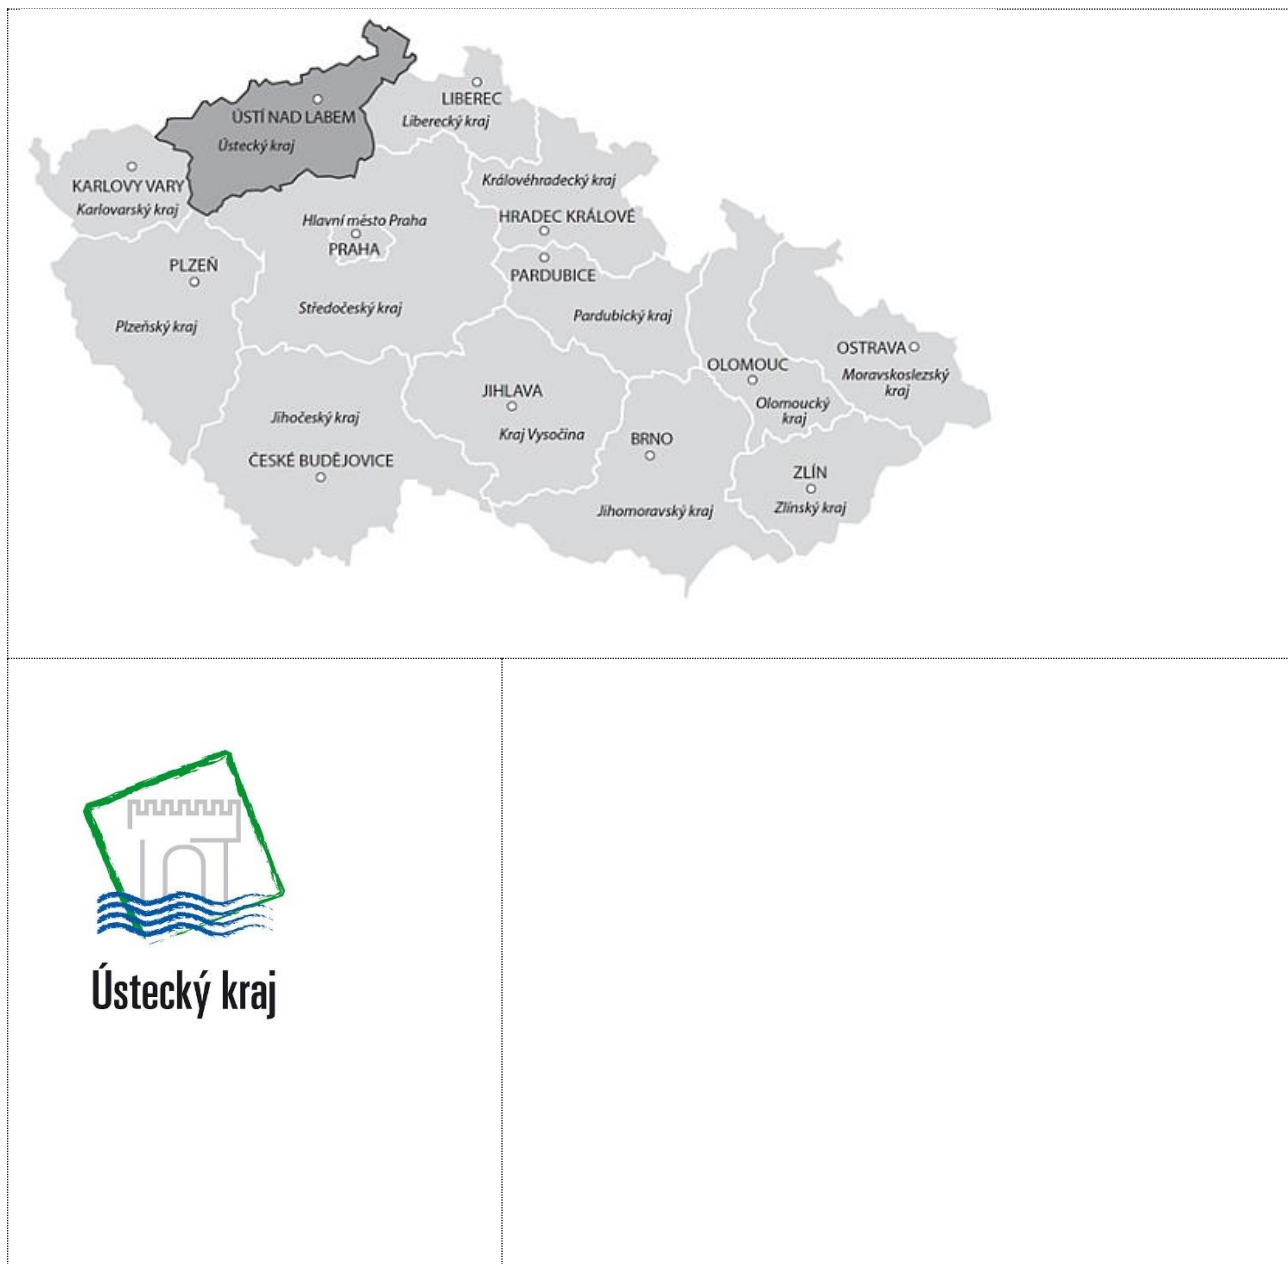 LIBEREC
Liberecký kraj
ÚSTÍ NAD LABEM
Ústecký kraj
KARLOVY VARY
Karlovarský kraj
Královéhradecký kraj
HRADEC KRÁLOVÉ
Hlavní město Praha
PRAHA
PLZEŇ
PARDUBICE
Středočeský kraj
Pardubický kraj
Plzeňský kraj
OSTRAVA
Moravskoslezský
kraj
OLOMOUC
Olomoucký
kraj
JIHLAVA
Kraj Vysočina
Jihočeský kraj
BRNO
ČESKÉ BUDĚJOVICE
ZLÍN
Zlínský kraj
Jihomoravský kraj
Ústecký kraj